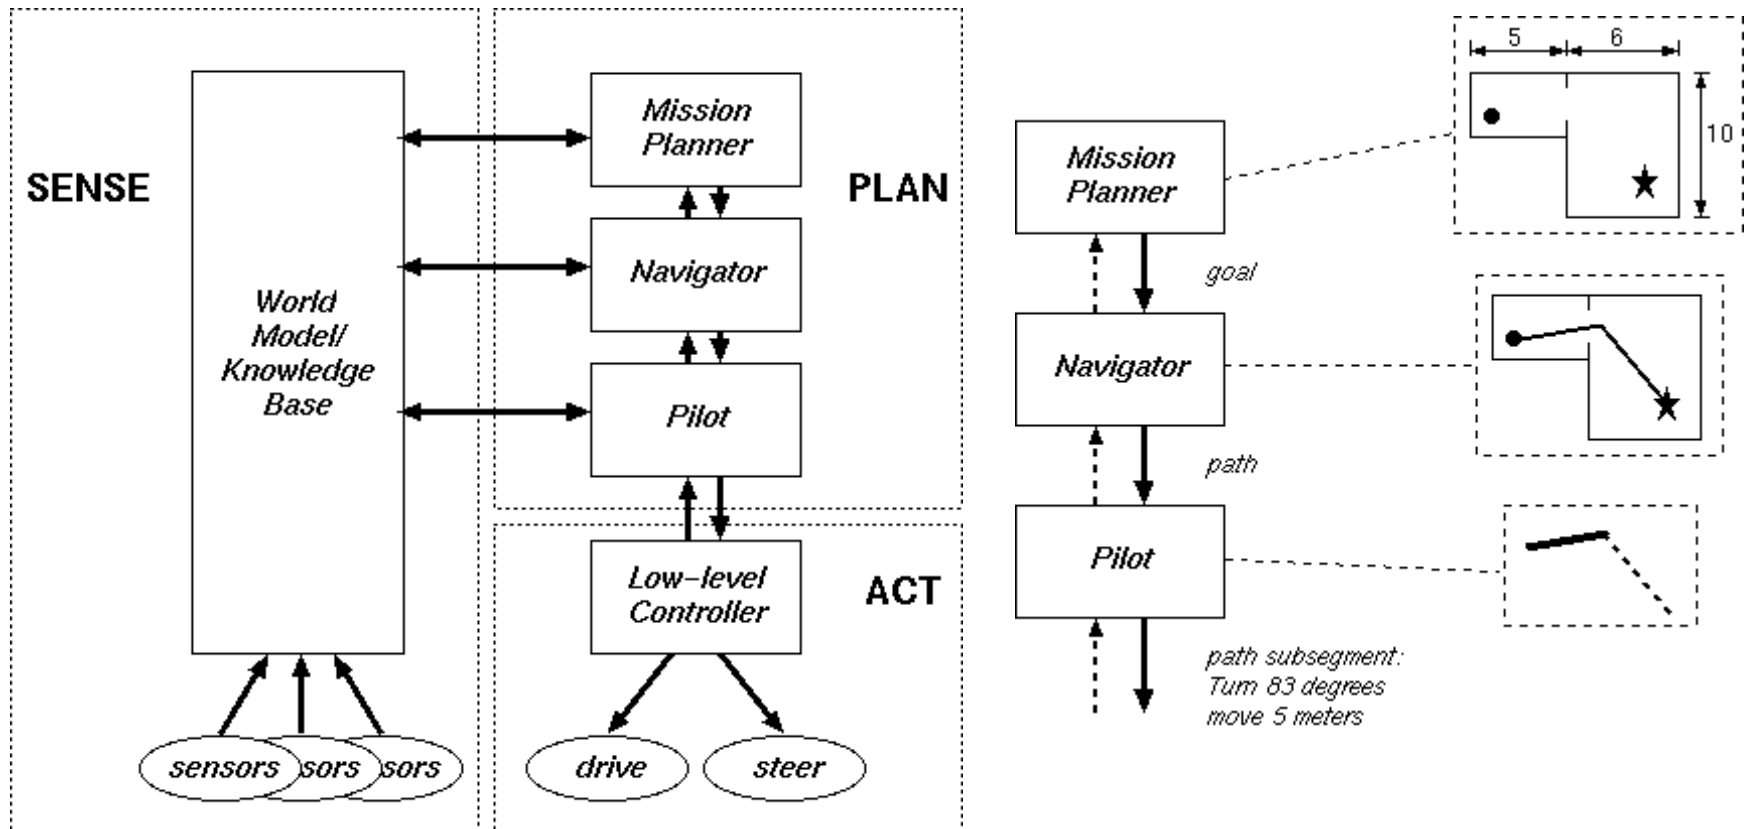 SENSE
World
Model/
Knowledge
Base
sensors
sors
sors
PLAN
Mission
Planner
Navigator
Pilot
ACT
Low-level
Controller
drive
steer
Mission
Planner
goal
Navigator
path
Pilot
path subsegment:
Turn 83 degrees
move 5 meters
5
6
10